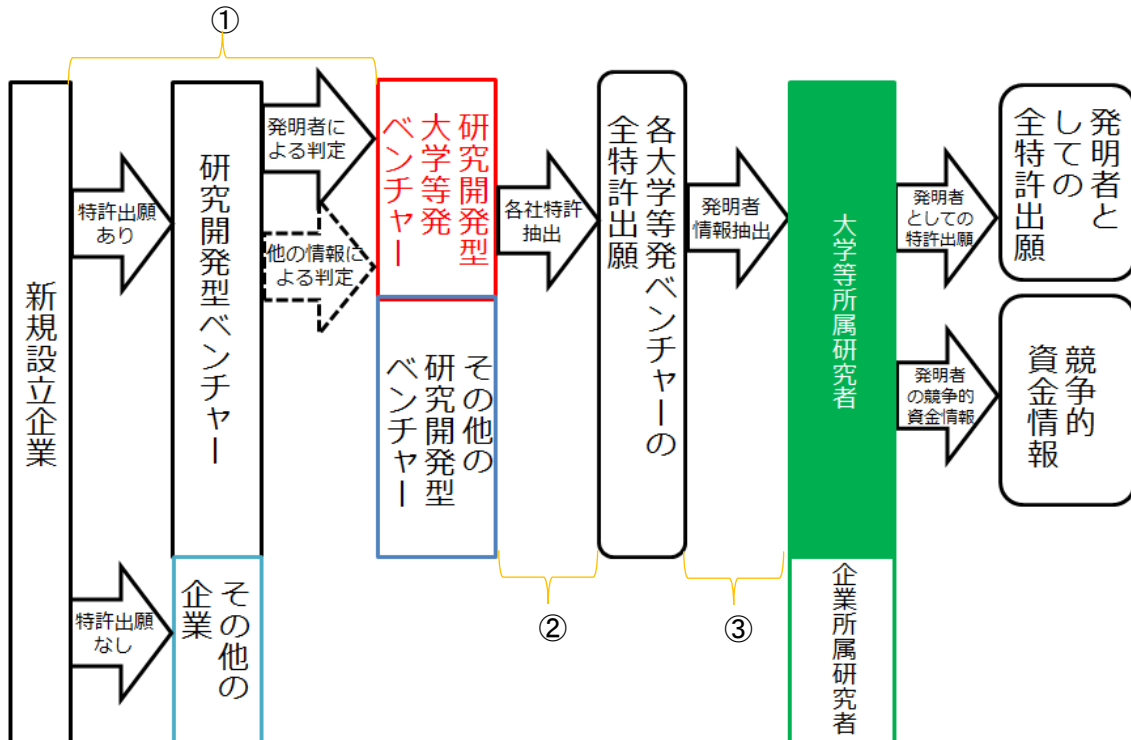 ①
新規設立企業
特許出願
あり
特許出願
なし
研究開発型ベンチャー
その他の
企業
発明者に
よる判定
他の情報に
よる判定
研究開発型
大学等発
ベンチャー
その他の
研究開発型
ベンチャー
各社特許
抽出
②
各大学等発ベンチャーの
全特許出願
発明者
情報抽出
③
大学等所属研究者
企業所属研究者
発明者
としての
特許出願
発明者
の競争的
資金情報
発明者と
しての
全特許出願
競争的
資金情報